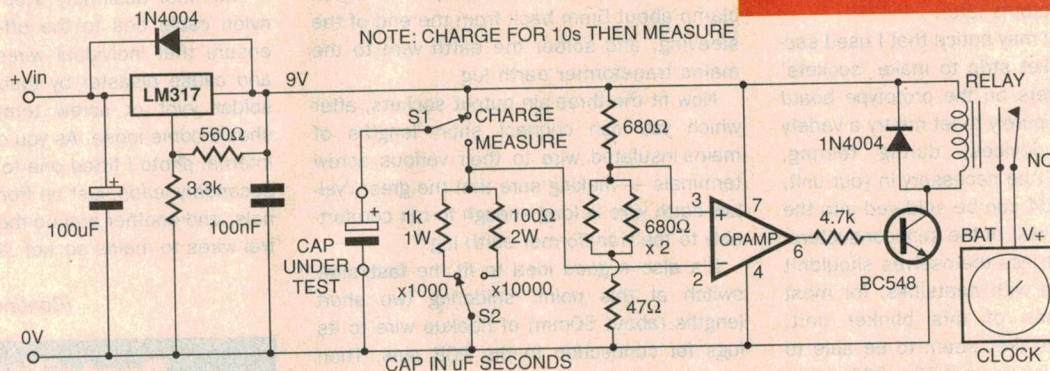 1N4004
NOTE: CHARGE FOR 10s THEN MEASURE
+Vin
LM317
9V
RELAY
S1
CHARGE
MEASURE
560Ω
680Ω
1N4004
NO
3.3k
100uF
100nF
1k
1W
100Ω
2W
680Ω
x 2
3
+
7
OPAMP
–
6
2
4
4.7k
BAT
V+
BC548
CAP
UNDER
TEST
x1000
x10000
S2
47Ω
0V
CAP IN uF SECONDS
CLOCK